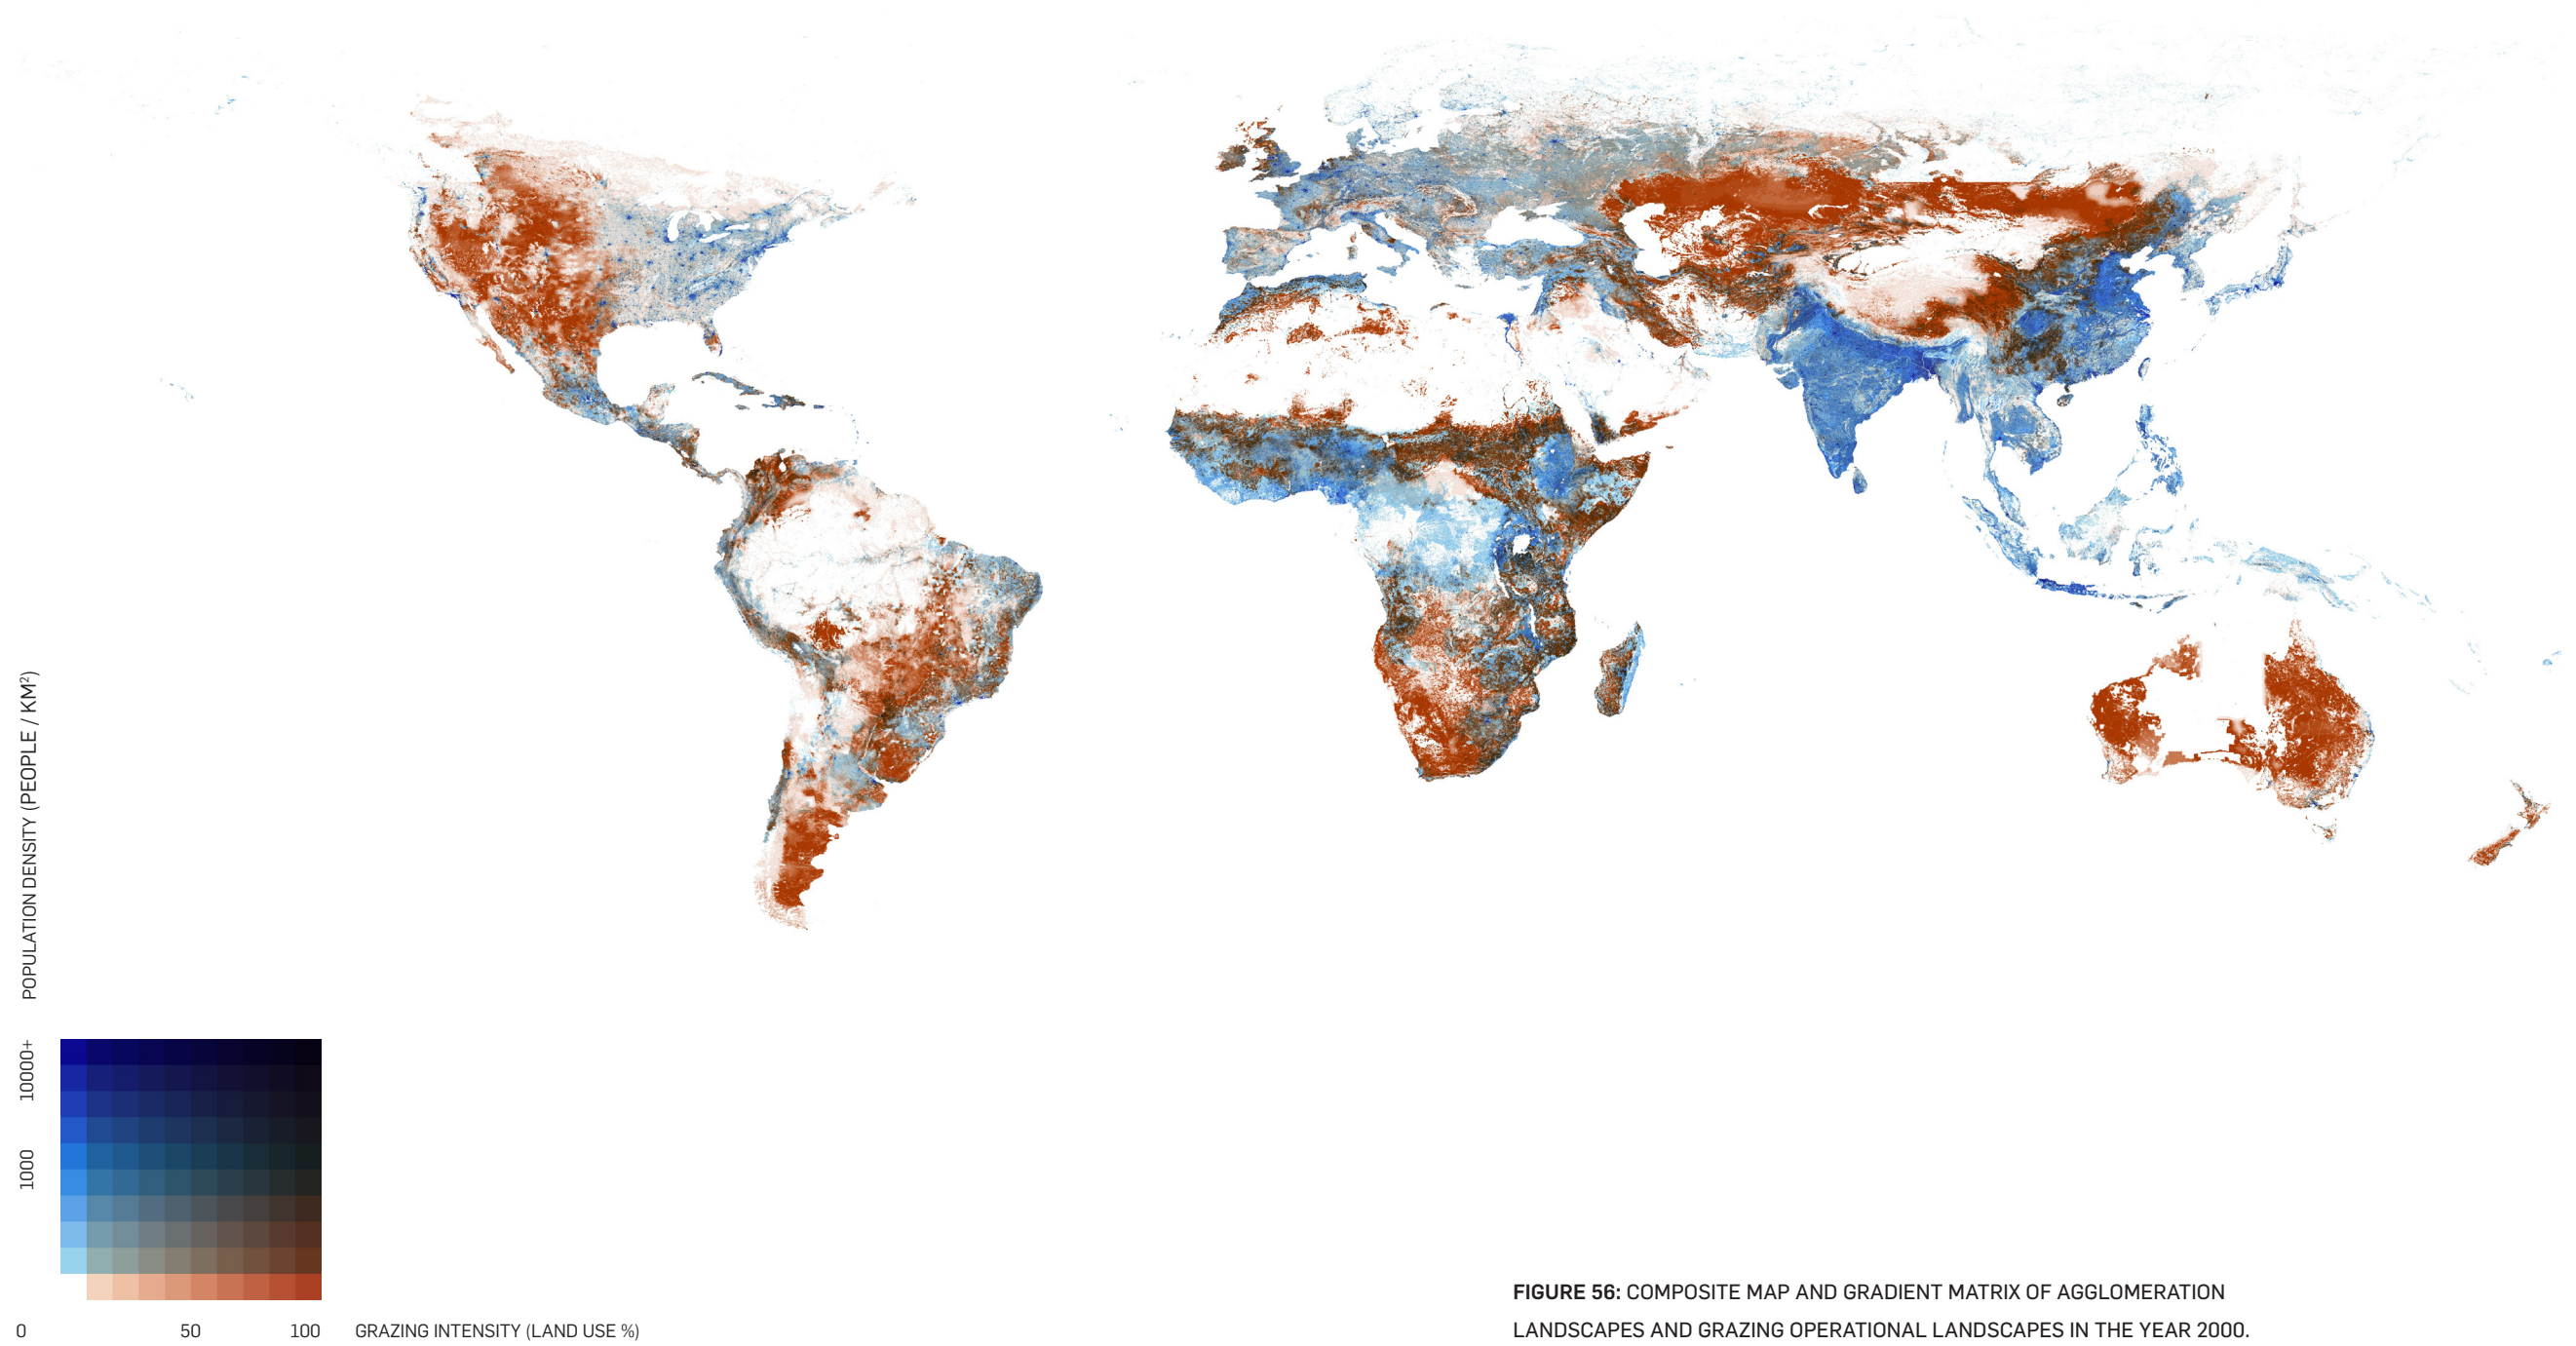 POPULATION DENSITY (PEOPLE / KM²)
10000+
1000
0
50
100
GRAZING INTENSITY (LAND USE %)
FIGURE 56: COMPOSITE MAP AND GRADIENT MATRIX OF AGGLOMERATION
LANDSCAPES AND GRAZING OPERATIONAL LANDSCAPES IN THE YEAR 2000.